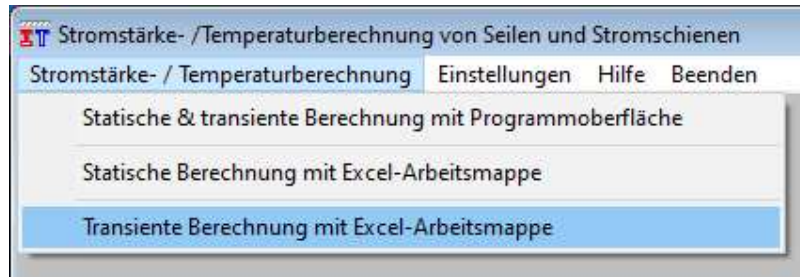 IT Stromstärke- /Temperaturberechnung von Seilen und Stromschienen
Stromstärke- / Temperaturberechnung Einstellungen Hilfe Beenden
Statische & transiente Berechnung mit Programmoberfläche
Statische Berechnung mit Excel-Arbeitsmappe
Transiente Berechnung mit Excel-Arbeitsmappe